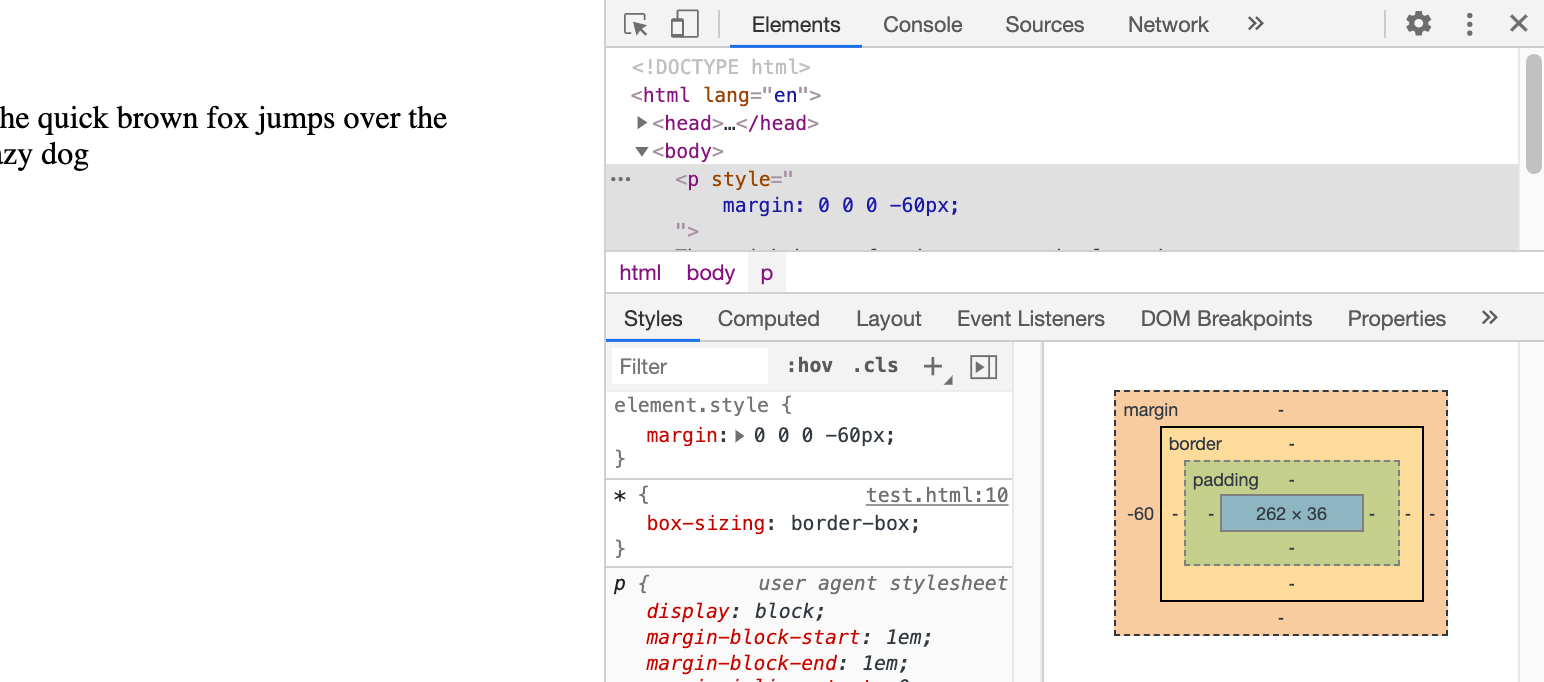 he quick brown fox jumps over the
azy dog
Elements Console Sources Network »
<!DOCTYPE html>
<html lang="en">
▶<head>…</head>
▼<body>
<p style="
margin: 0 0 0 -60px;
">
html body p
Styles Computed Layout Event Listeners DOM Breakpoints Properties »
Filter :hov .cls +
element.style {
margin:▶ 0 0 0 -60px;
}
* { test.html:10
box-sizing: border-box;
}
p { user agent stylesheet
display: block;
margin-block-start: 1em;
margin-block-end: 1em;
margin -
border -
padding -
-60 - - 262 × 36 - - -
-
-
-